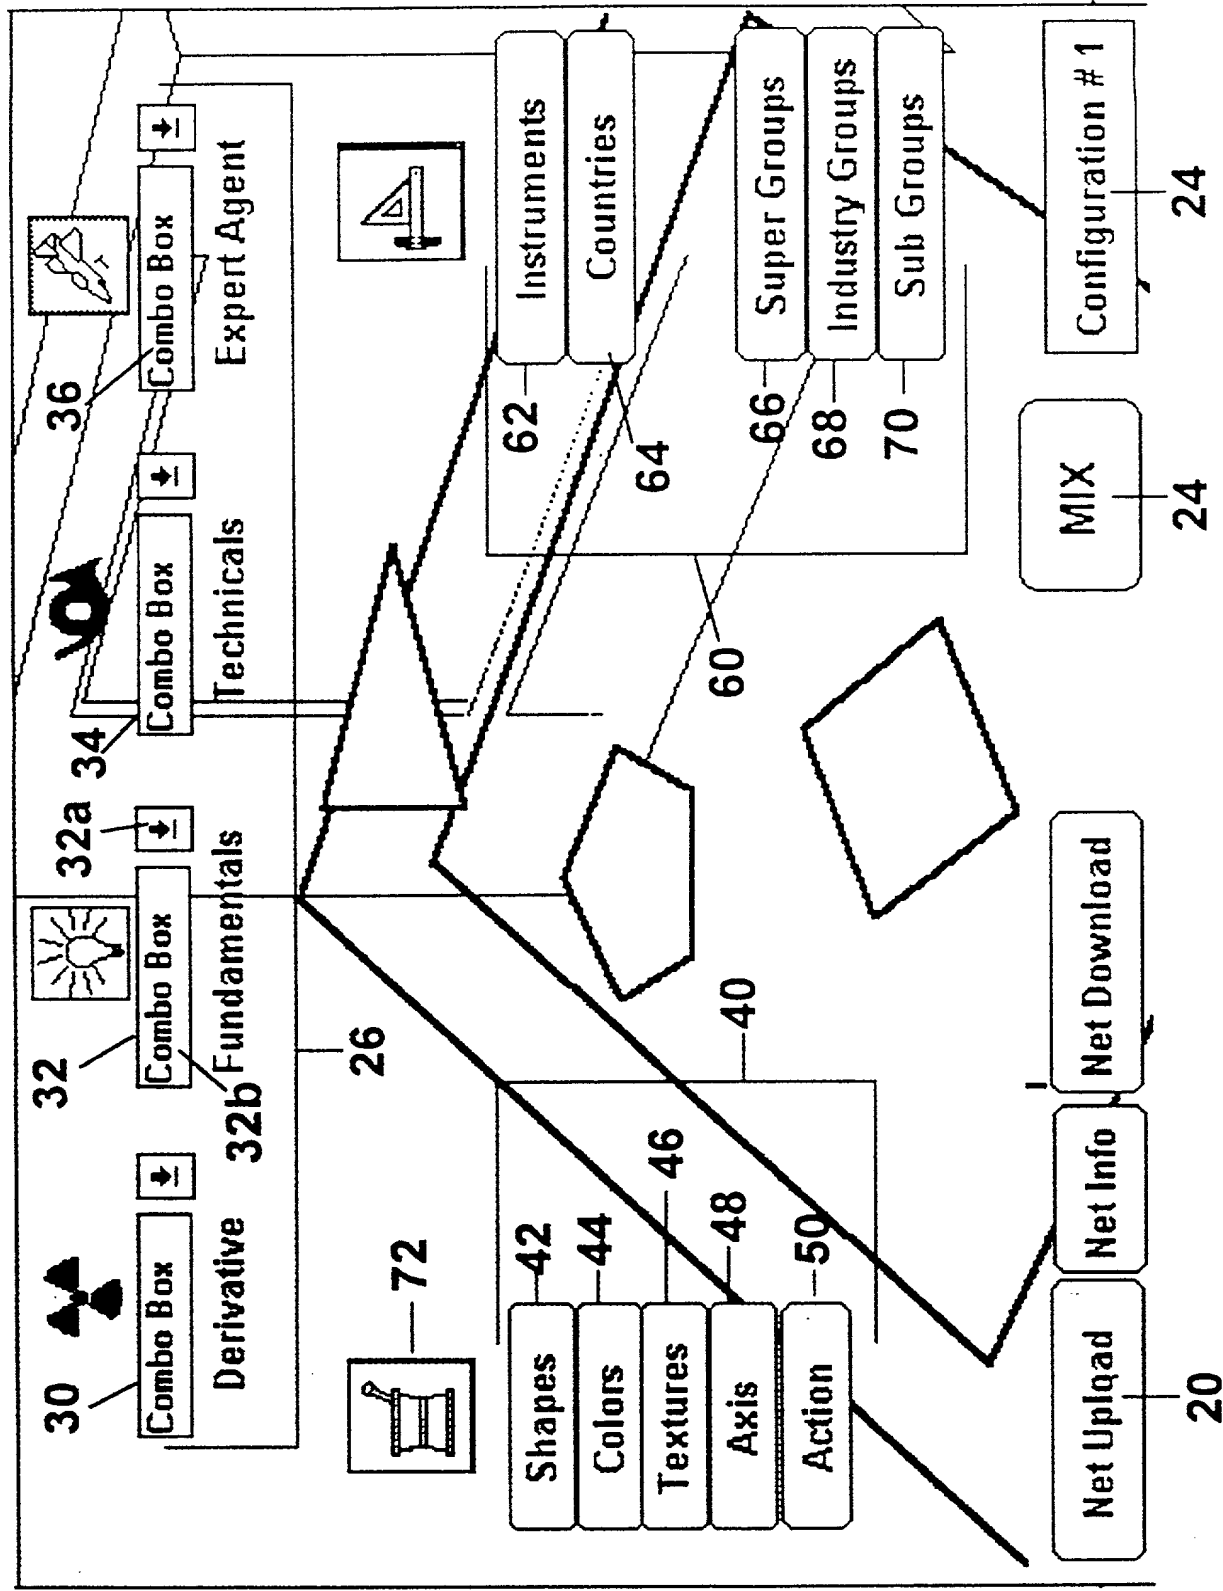 30
32
32a
34
36
Combo Box
Combo Box
Combo Box
Combo Box
Derivative
32b
Fundamentals
Technicals
Expert Agent
26
72
Shapes
42
Colors
44
Textures
46
Axis
48
Action
50
40
60
62
Instruments
64
Countries
66
Super Groups
68
Industry Groups
70
Sub Groups
Net Upload
Net Info
Net Download
MIX
Configuration #1
20
24
24